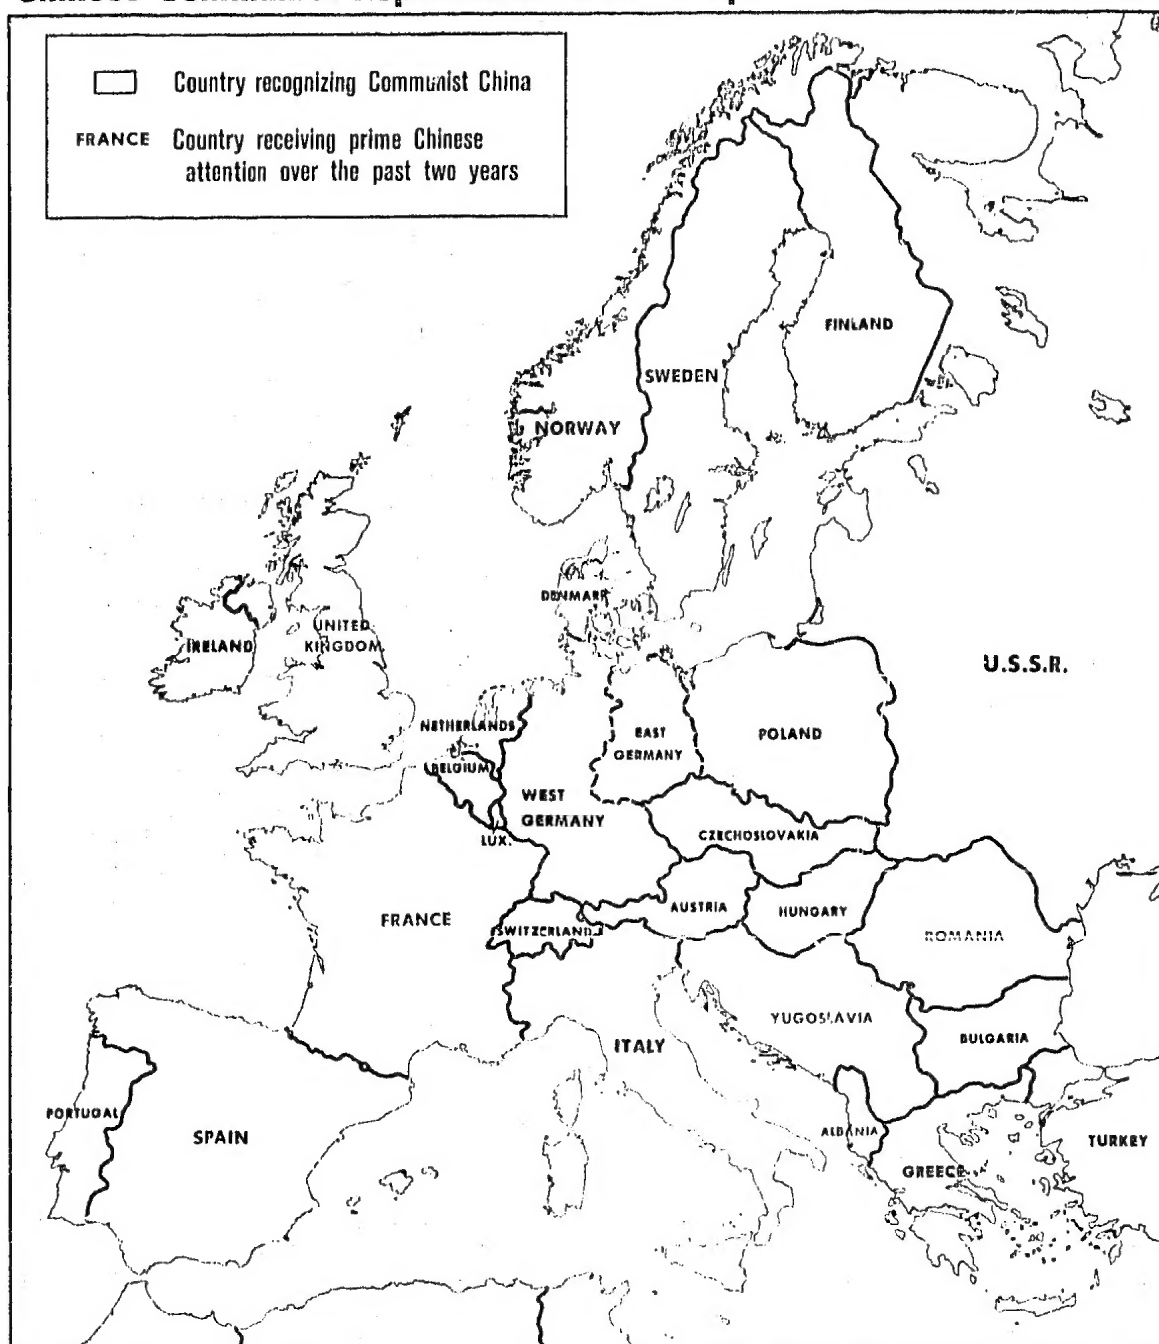 Country recognizing Communist China
FRANCE Country receiving prime Chinese
attention over the past two years
FINLAND
SWEDEN
NORWAY
DENMARK
UNITED
KINGDOM
IRELAND
U.S.S.R.
NETHERLANDS
EAST
GERMANY
POLAND
BELGIUM
WEST
GERMANY
CZECHOSLOVAKIA
LUX.
FRANCE
AUSTRIA
HUNGARY
SWITZERLAND
ROMANIA
YUGOSLAVIA
BULGARIA
ITALY
PORTUGAL
SPAIN
ALBANIA
TURKEY
GREECE